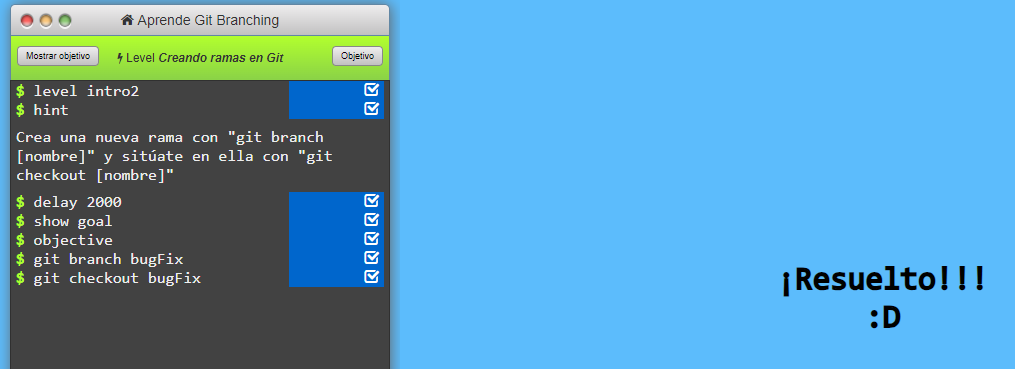 Aprende Git Branching
Mostrar objetivo
Level Creando ramas en Git
Objetivo
$ level intro2
$ hint
Crea una nueva rama con "git branch
[nombre]" y sitúate en ella con "git
checkout [nombre]"
$ delay 2000
$ show goal
$ objective
$ git branch bugFix
$ git checkout bugFix
¡Resuelto!!!
:D